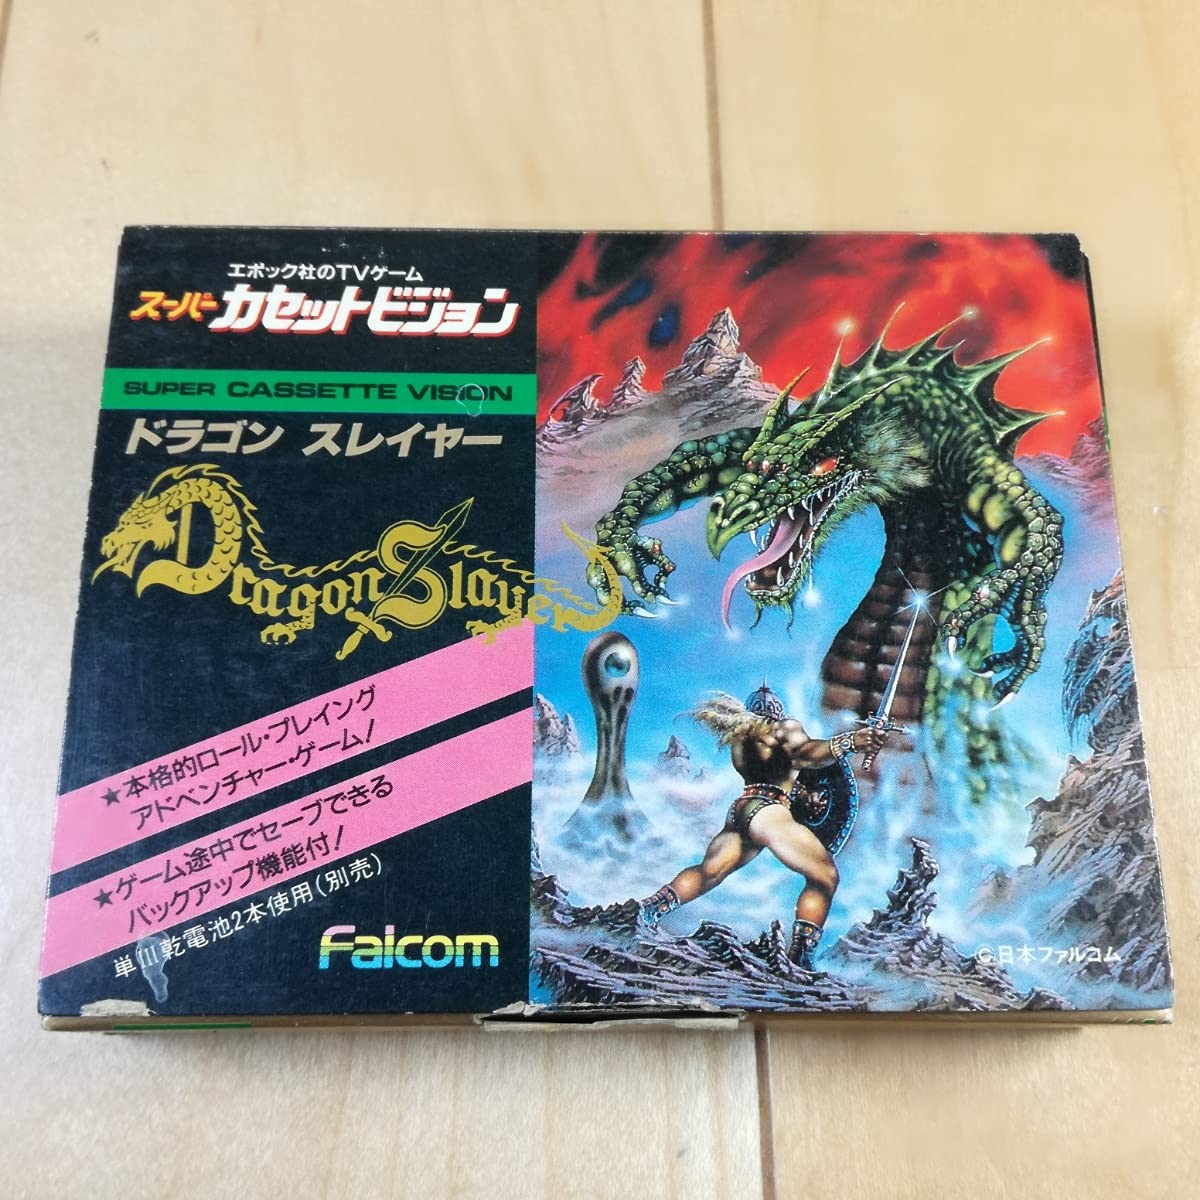 エポック社のTVゲーム
スーパーカセットビジョン
SUPER CASSETTE VISION
ドラゴン スレイヤー
Dragon Slayer
★本格的ロール・プレイング
アドベンチャー・ゲーム!
★ゲーム途中でセーブできる
バックアップ機能付!
単III乾電池2本使用(別売)
Falcom
©日本ファルコム